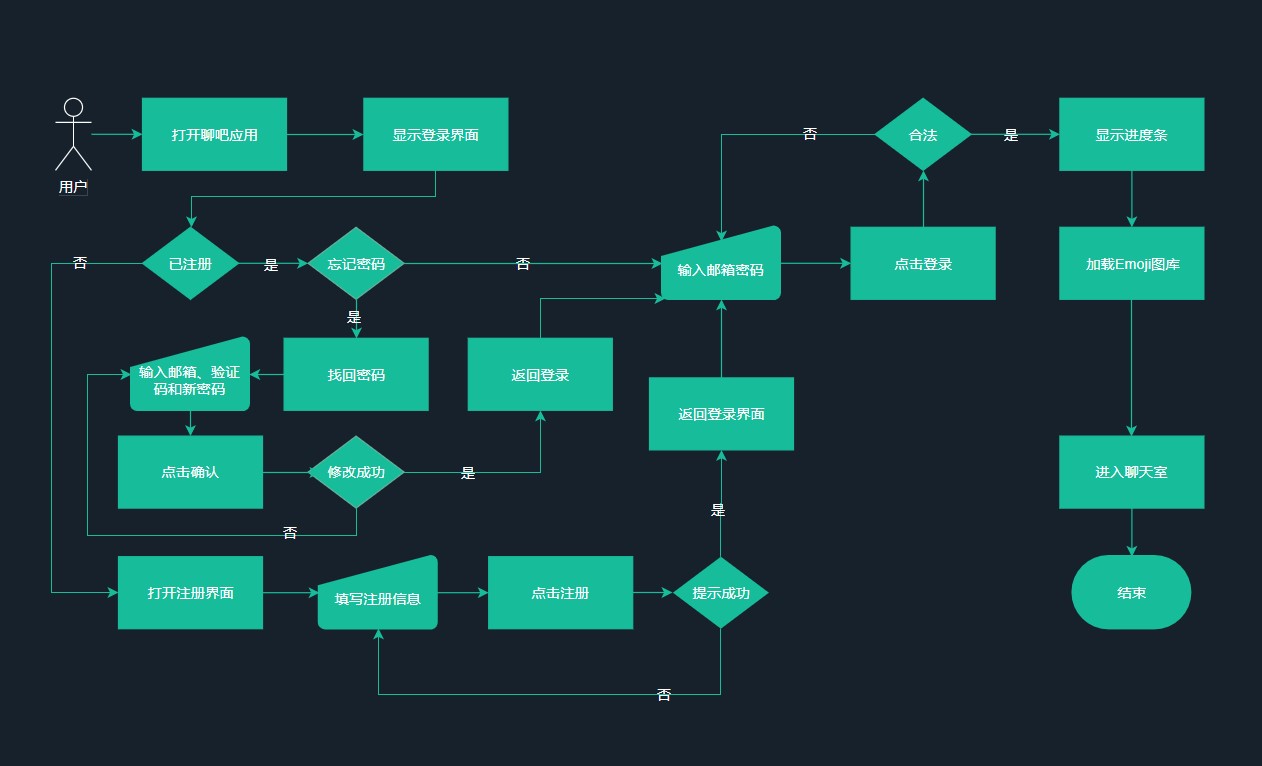 打开聊吧应用
显示登录界面
合法
显示进度条
否
是
用户
已注册
忘记密码
输入邮箱密码
点击登录
加载Emoji图库
否
是
否
是
输入邮箱、验证
码和新密码
找回密码
返回登录
返回登录界面
点击确认
修改成功
是
进入聊天室
是
否
打开注册界面
填写注册信息
点击注册
提示成功
结束
否